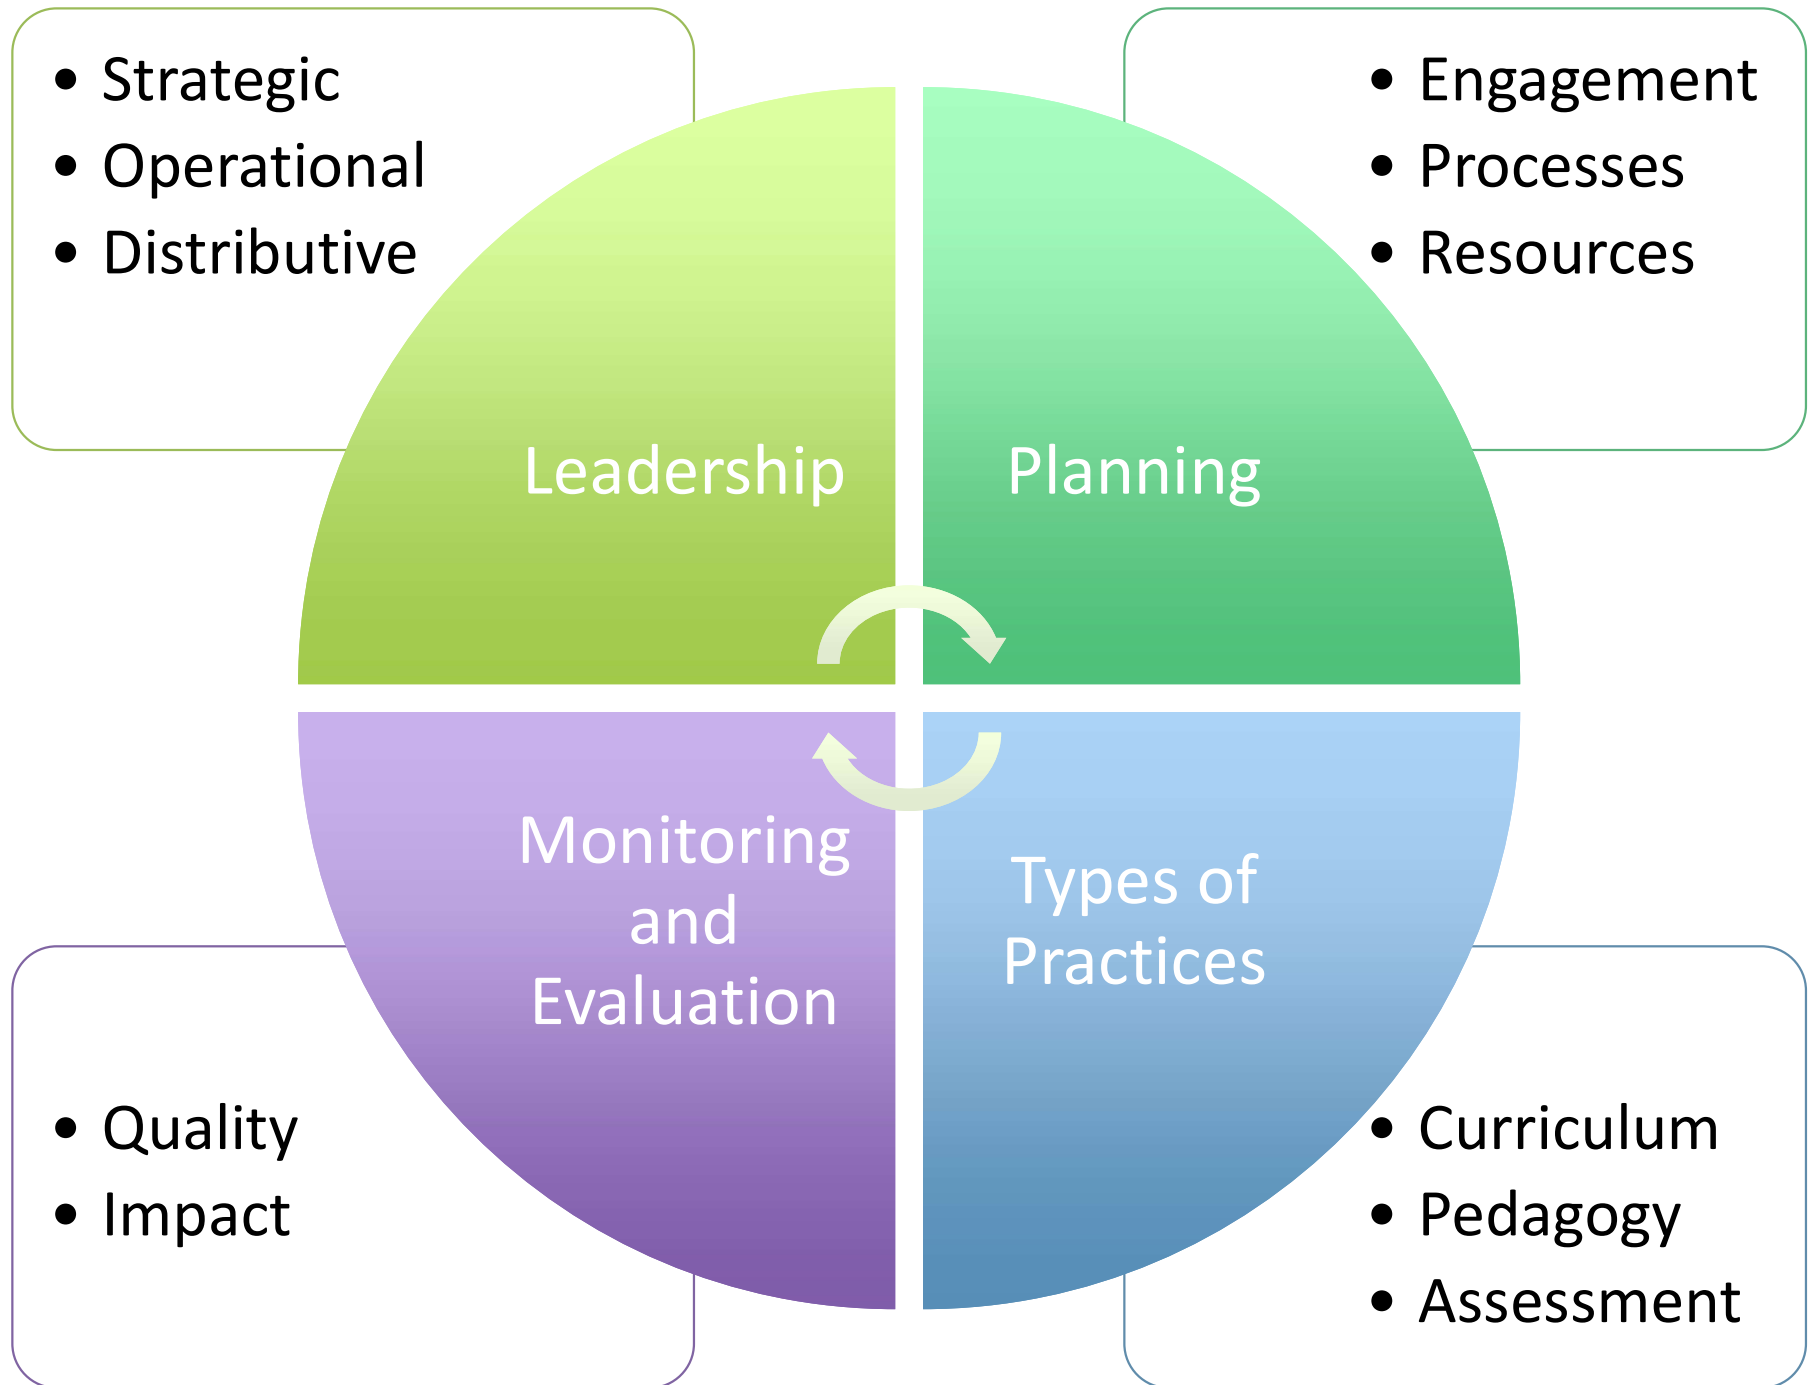 • Strategic
• Operational
• Distributive
• Engagement
• Processes
• Resources
Leadership
Planning
Monitoring
and
Evaluation
Types of
Practices
• Quality
• Impact
• Curriculum
• Pedagogy
• Assessment